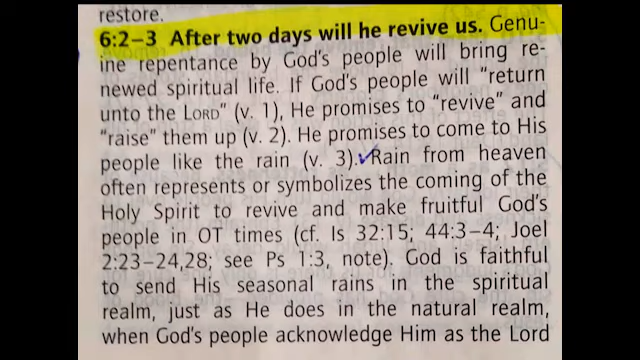 restore.
6:2–3 After two days will he revive us. Genu-
ine repentance by God's people will bring re-
newed spiritual life. If God's people will "return
unto the LORD" (v. 1), He promises to "revive" and
"raise" them up (v. 2). He promises to come to His
people like the rain (v. 3). ✓Rain from heaven
often represents or symbolizes the coming of the
Holy Spirit to revive and make fruitful God's
people in OT times (cf. Is 32:15; 44:3–4; Joel
2:23–24,28; see Ps 1:3, note). God is faithful
to send His seasonal rains in the spiritual
realm, just as He does in the natural realm,
when God's people acknowledge Him as the Lord